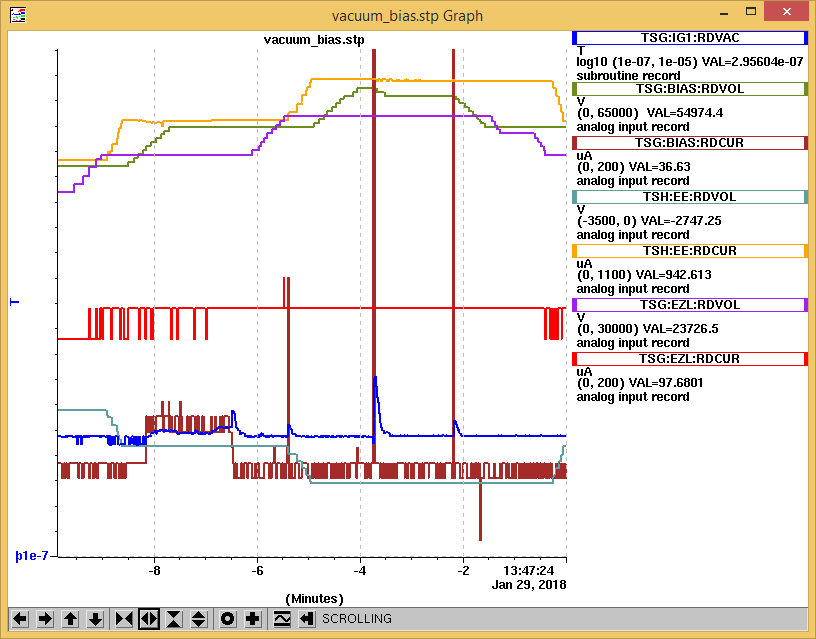 vacuum_bias.stp Graph
vacuum_bias.stp
T
þ1e-7
-8
-6
-4
-2
13:47:24
Jan 29, 2018
(Minutes)
TSG:IG1:RDVAC
T
log10 (1e-07, 1e-05) VAL=2.95604e-07
subroutine record
TSG:BIAS:RDVOL
V
(0, 65000) VAL=54974.4
analog input record
TSG:BIAS:RDCUR
uA
(0, 200) VAL=36.63
analog input record
TSH:EE:RDVOL
V
(-3500, 0) VAL=-2747.25
analog input record
TSH:EE:RDCUR
uA
(0, 1100) VAL=942.613
analog input record
TSG:EZL:RDVOL
V
(0, 30000) VAL=23726.5
analog input record
TSG:EZL:RDCUR
uA
(0, 200) VAL=97.6801
analog input record
SCROLLING